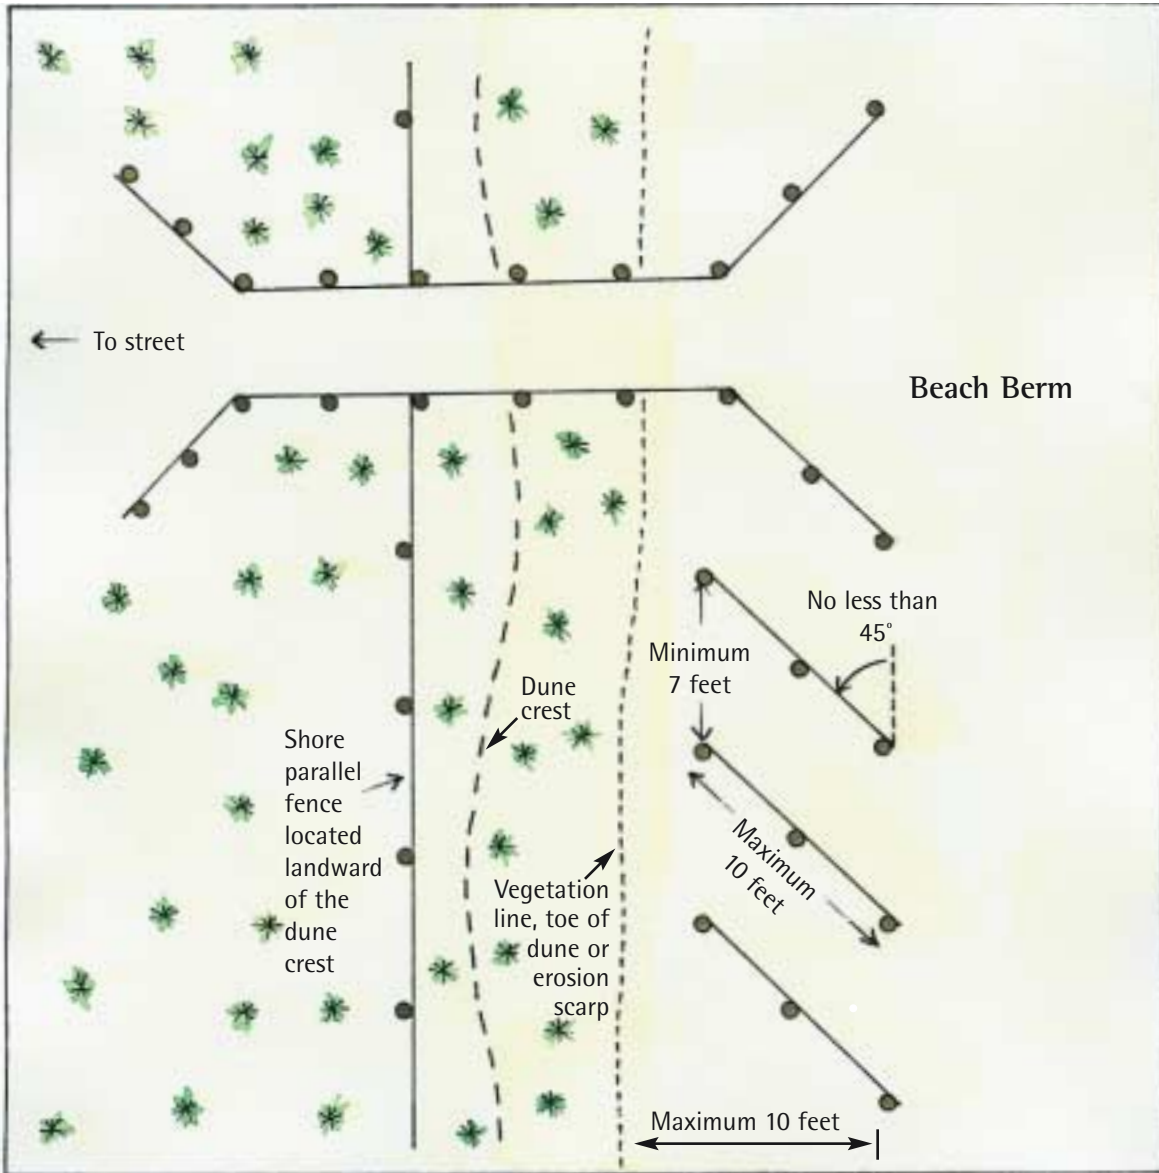 To street
Beach Berm
No less than
45°
Minimum
7 feet
Dune
crest
Shore
parallel
fence
located
landward
of the
dune
crest
Maximum
10 feet
Vegetation
line, toe of
dune or
erosion
scarp
Maximum 10 feet